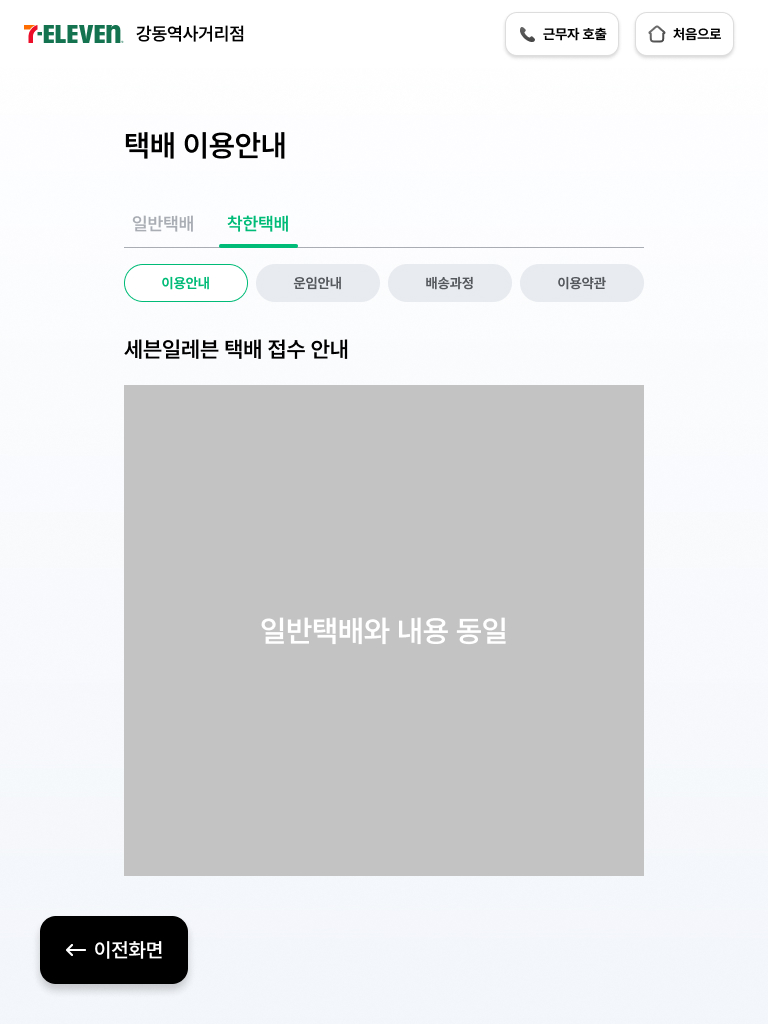 7-ELEVEN. 강동역사거리점
근무자 호출
처음으로
택배 이용안내
일반택배
착한택배
이용안내
운임안내
배송과정
이용약관
세븐일레븐 택배 접수 안내
일반택배와 내용 동일
이전화면